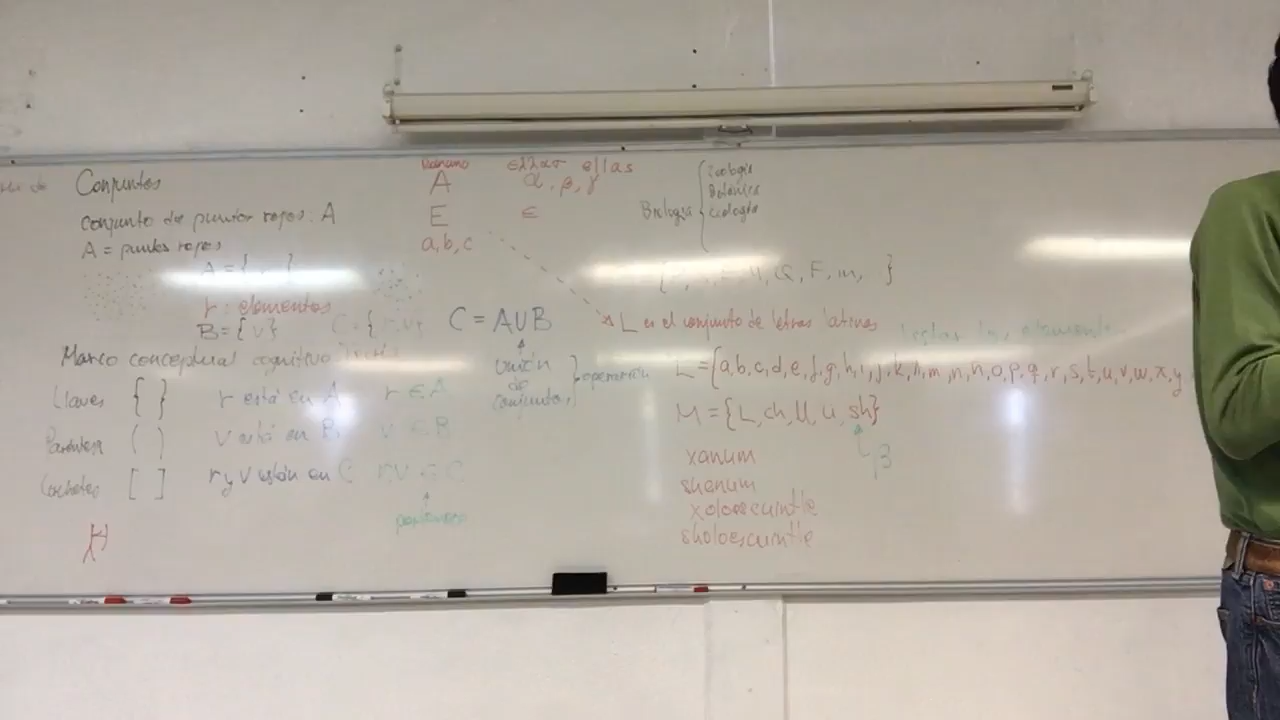 Conjuntos
conjunto de puntos rojos: A
A = puntos rojos
A = { r }
r: elementos
B = {v}
Marco conceptual cognitivo
Llaves { } r está en A r ∈ A
Paréntesis ( ) v está en B v ∈ B
Corchetes [ ] r y v están en C r,v ∈ C
Romano
A α, β, γ
E ∈
a, b, c
C = A∪B
unión
de
conjuntos
operación
Biología
Zoología
Botánica
Ecología
Q, F, m, }
L es el conjunto de letras latinas
L = {a,b,c,d,e,f,g,h,i,j,k,l,m,n,ñ,o,p,q,r,s,t,u,v,w,x,y
M = {L, ch, ll, ü, sh}
β
xanum
shanum
xoloescuintle
sholoescuintle